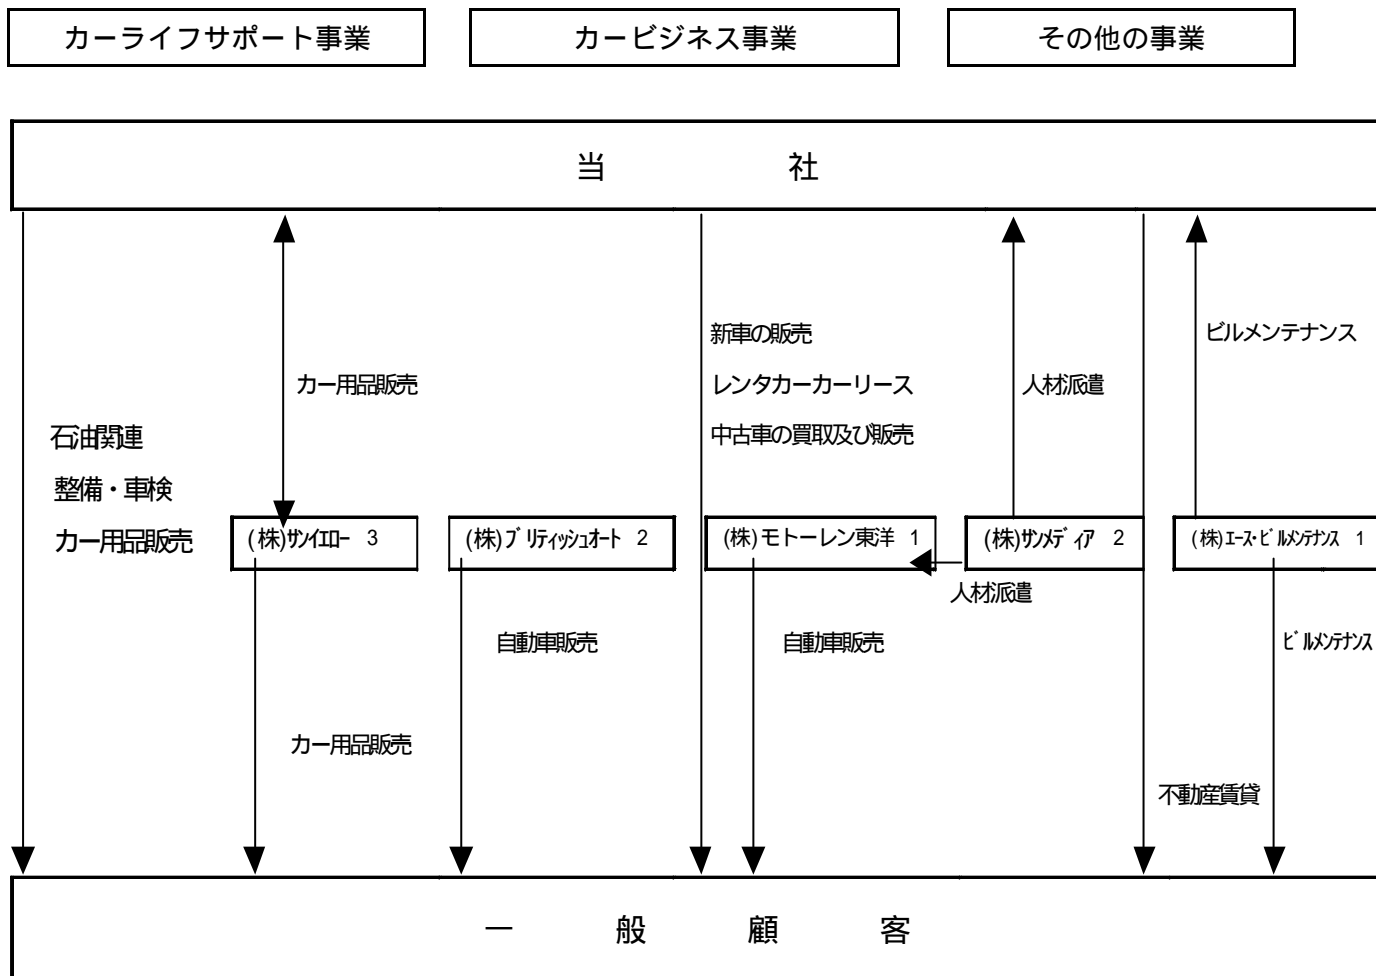 カーライフサポート事業
カービジネス事業
その他の事業
当社
新車の販売
ビルメンテナンス
カー用品販売
レンタカーカーリース
人材派遣
石油関連
中古車の買取及び販売
整備・車検
カー用品販売
(株)サンイエロー 3
(株)ブリティッシュオート 2
(株)モトーレン東洋 1
(株)サンメディア 2
(株)エース・ビルメンテナンス 1
人材派遣
自動車販売
自動車販売
ビルメンテナンス
カー用品販売
不動産賃貸
一般顧客